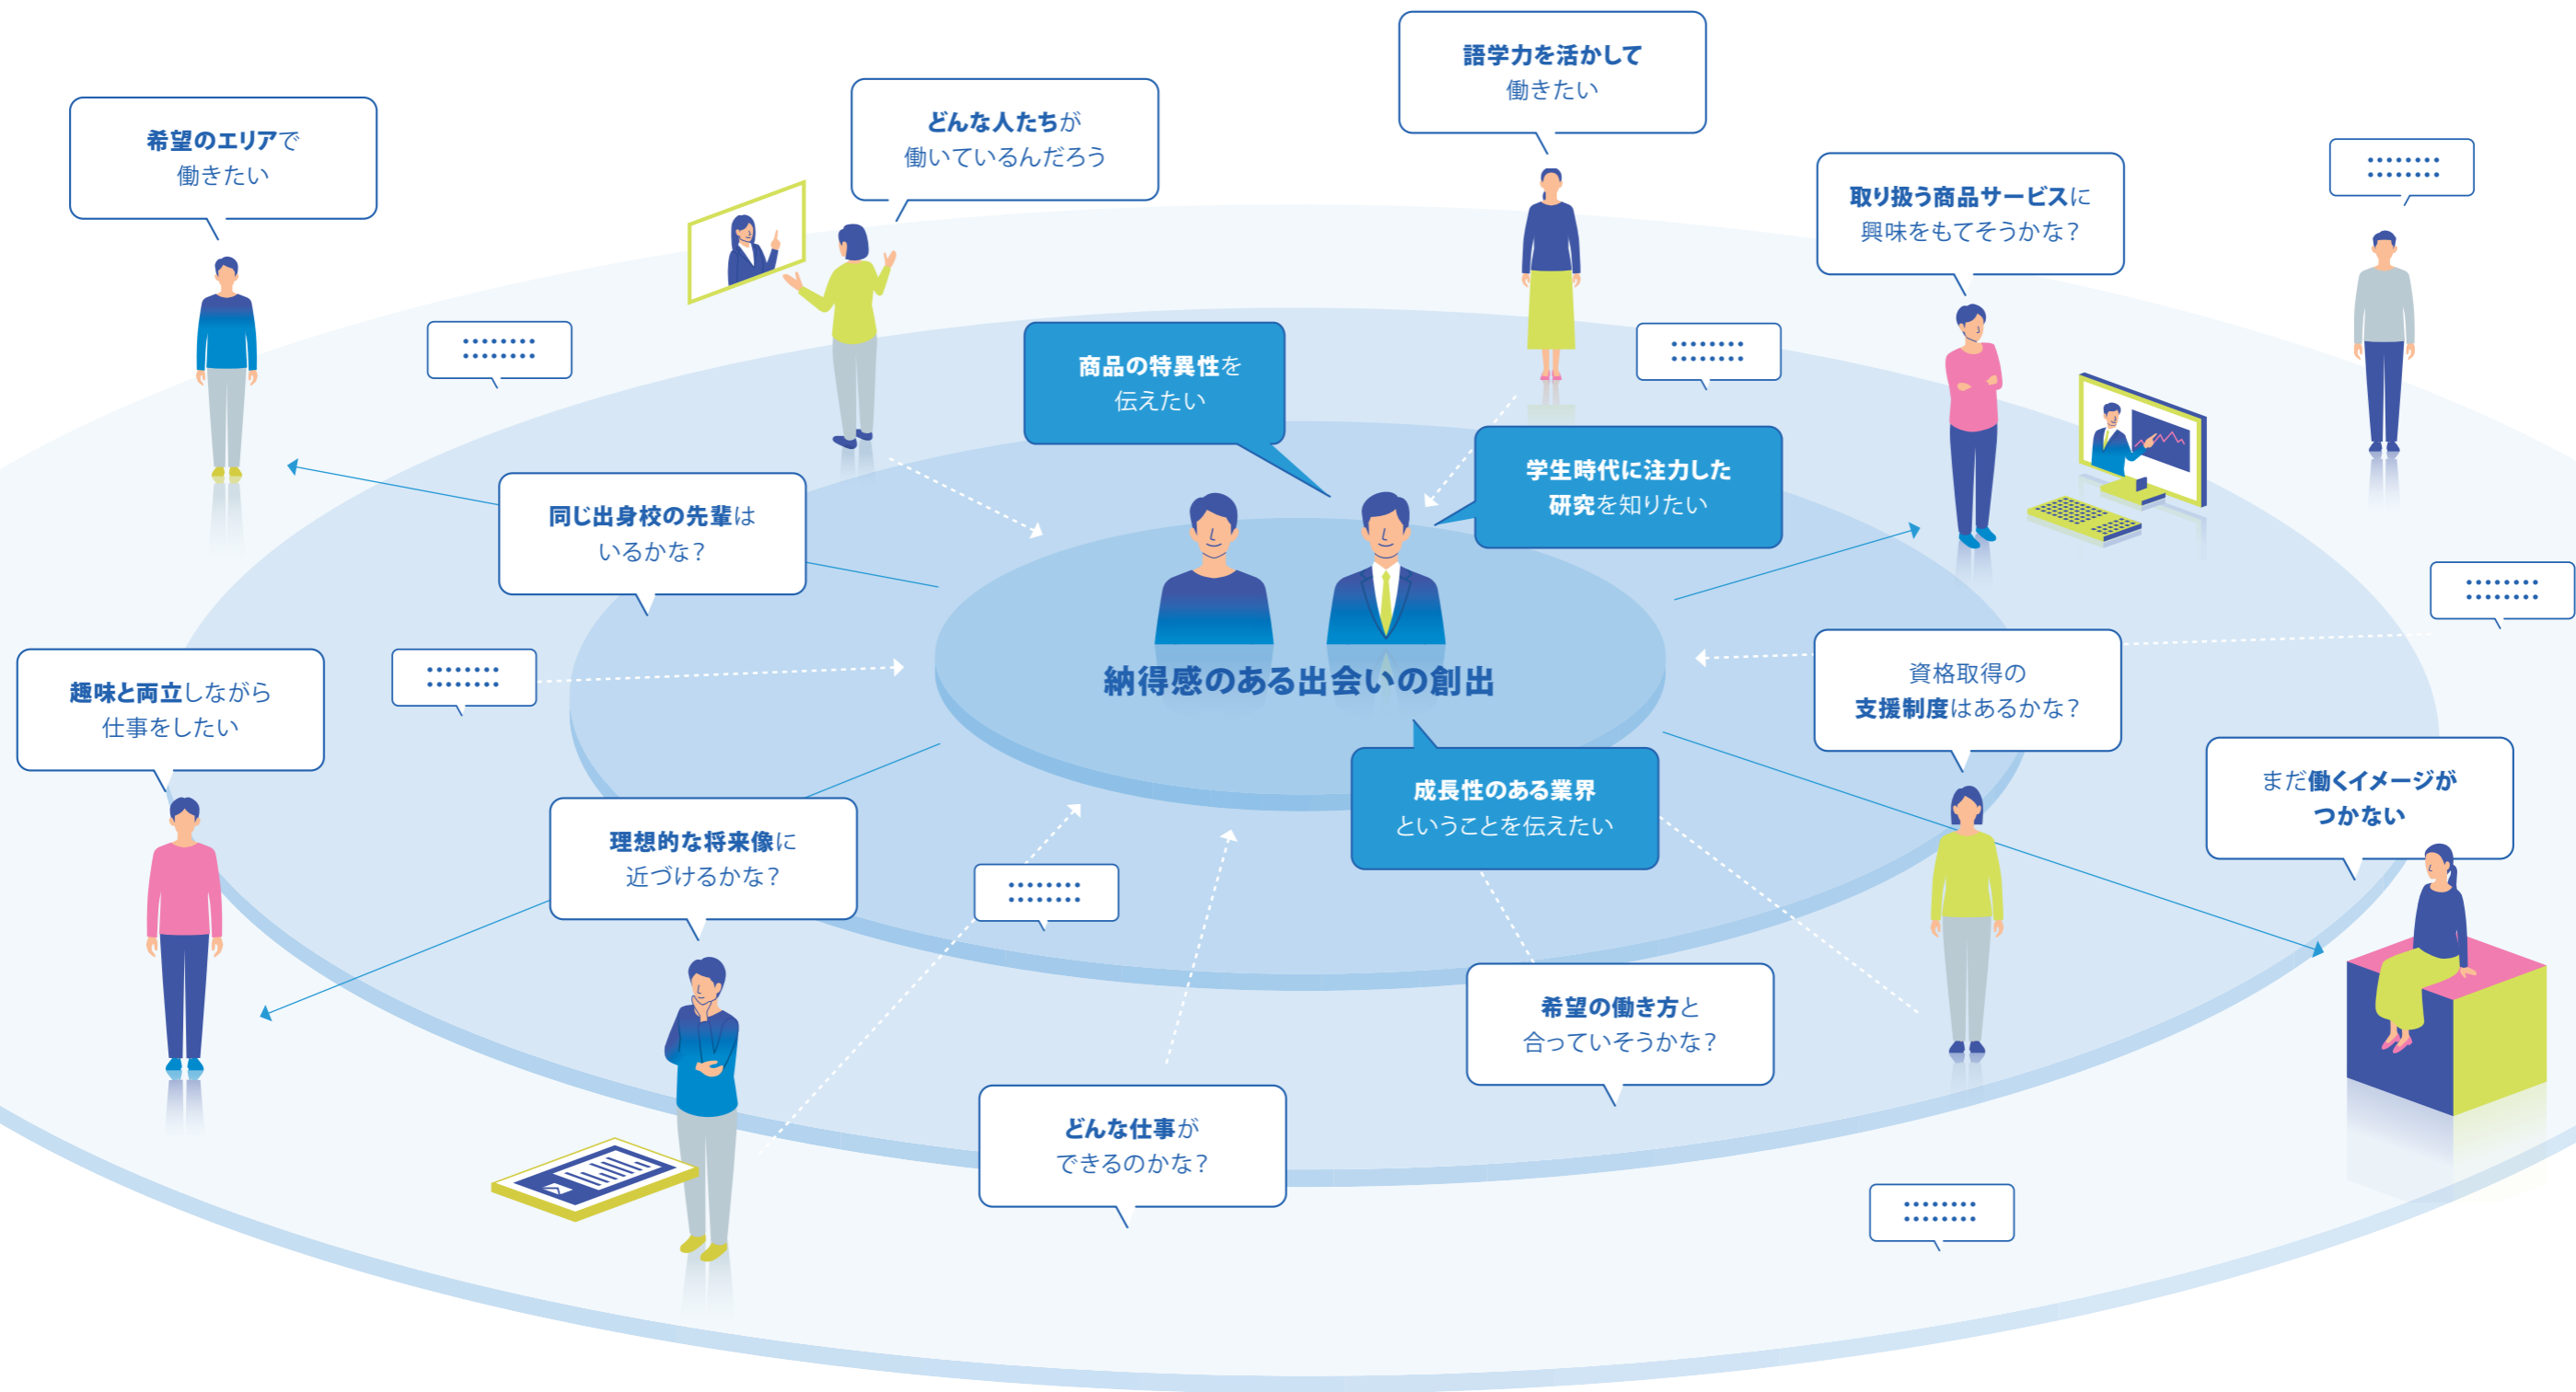 語学力を活かして
働きたい
どんな人たちが
働いているんだろう
希望のエリアで
働きたい
取り扱う商品サービスに
興味をもてそうかな？
商品の特異性を
伝えたい
学生時代に注力した
研究を知りたい
同じ出身校の先輩は
いるかな？
納得感のある出会いの創出
趣味と両立しながら
仕事をしたい
資格取得の
支援制度はあるかな？
成長性のある業界
ということを伝えたい
まだ働くイメージが
つかない
理想的な将来像に
近づけるかな？
希望の働き方と
合っていそうかな？
どんな仕事が
できるのかな？